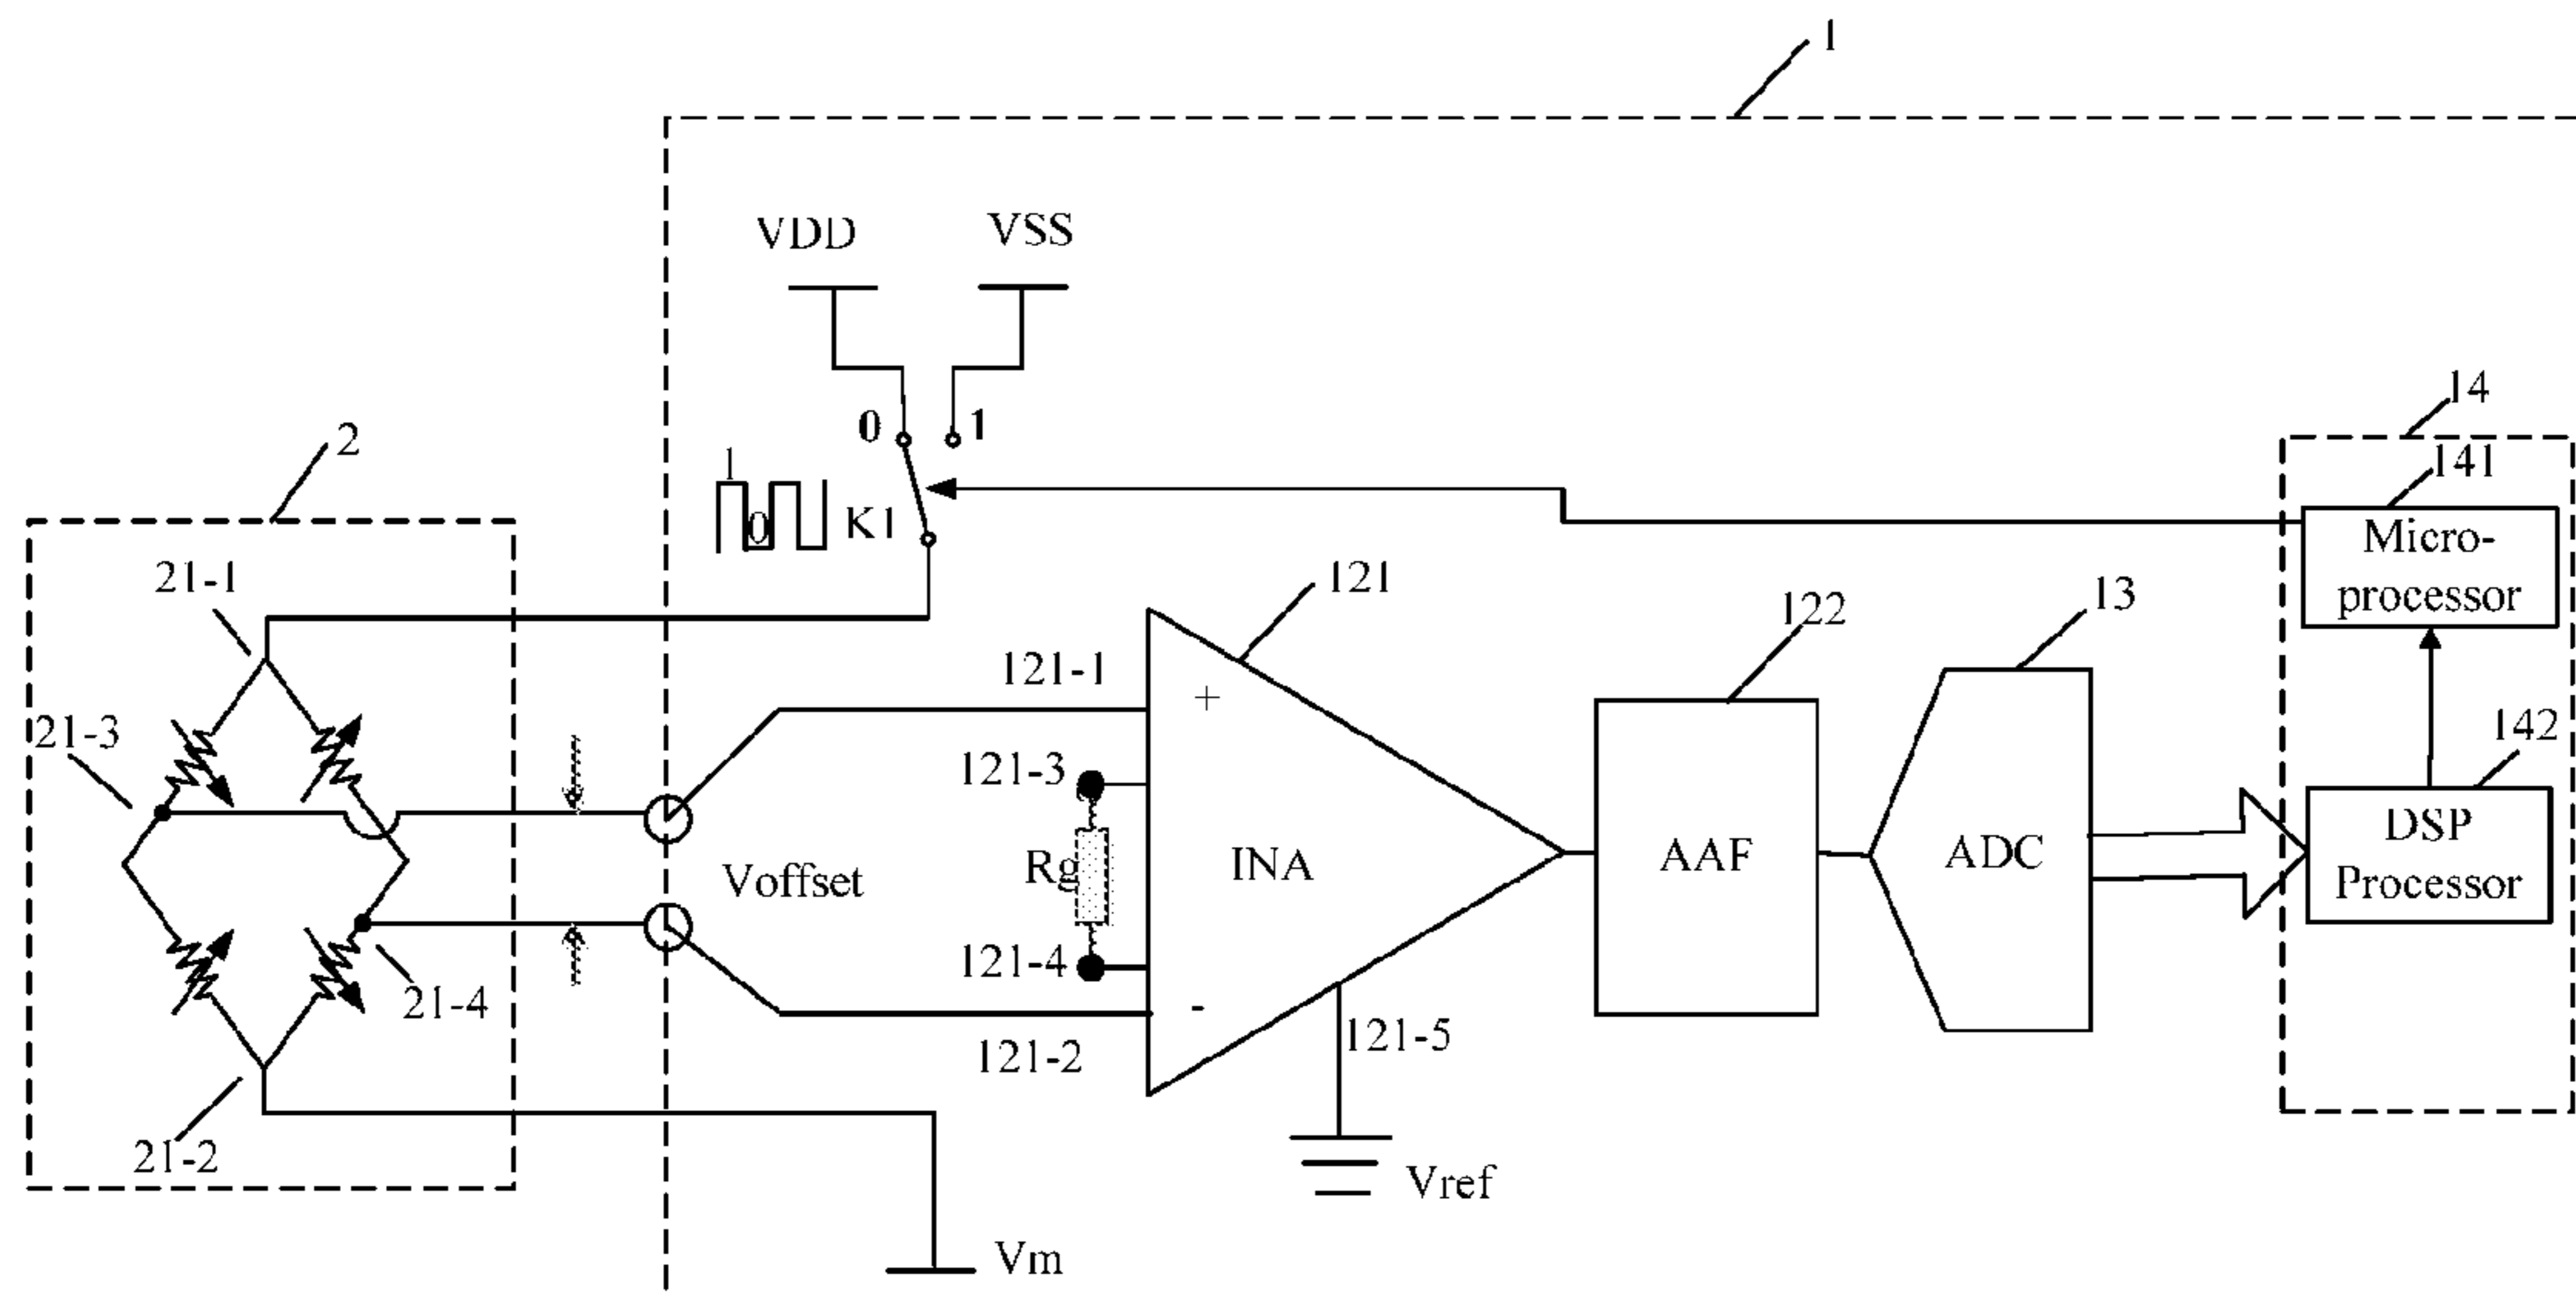 1
VDD
VSS
0
1
14
2
1
0
K1
141
Micro-
processor
21-1
121
13
122
121-1
+
21-3
121-3
142
DSP
Processor
Voffset
Rg
INA
AAF
ADC
121-4
21-4
-
121-5
121-2
21-2
Vref
Vm